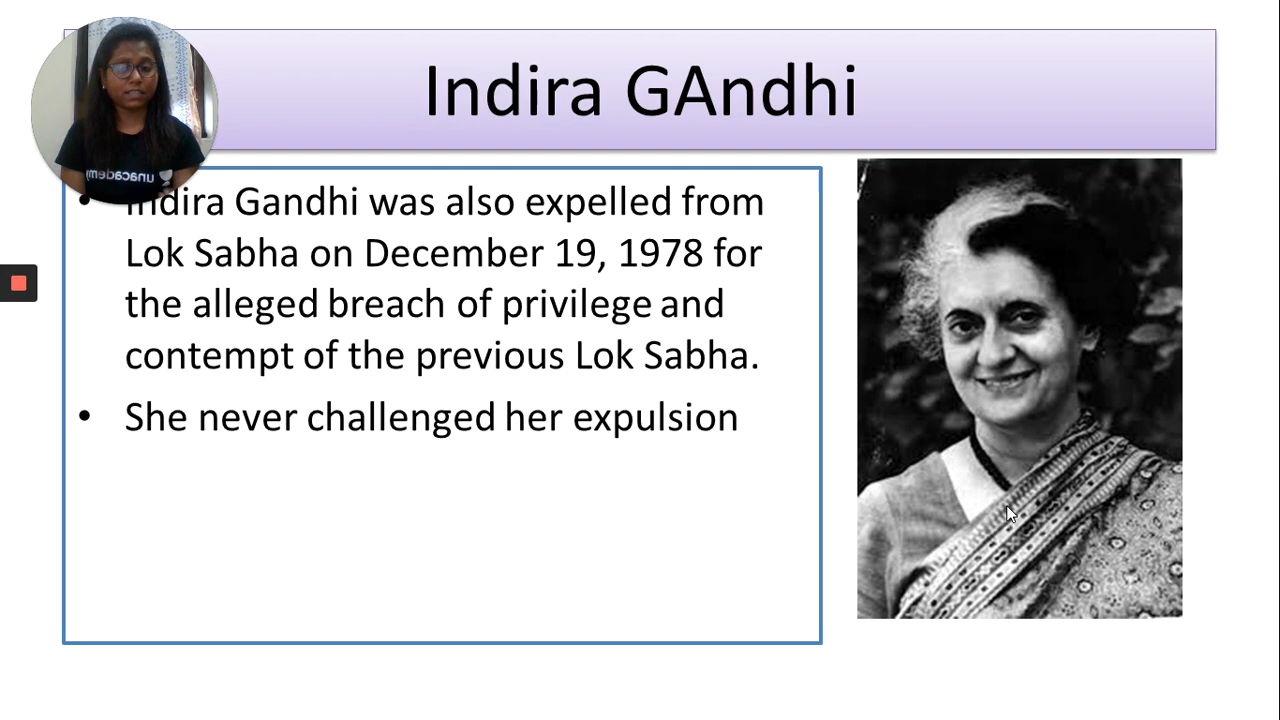 Indira GAndhi
unacademy
• Indira Gandhi was also expelled from
Lok Sabha on December 19, 1978 for
the alleged breach of privilege and
contempt of the previous Lok Sabha.
• She never challenged her expulsion